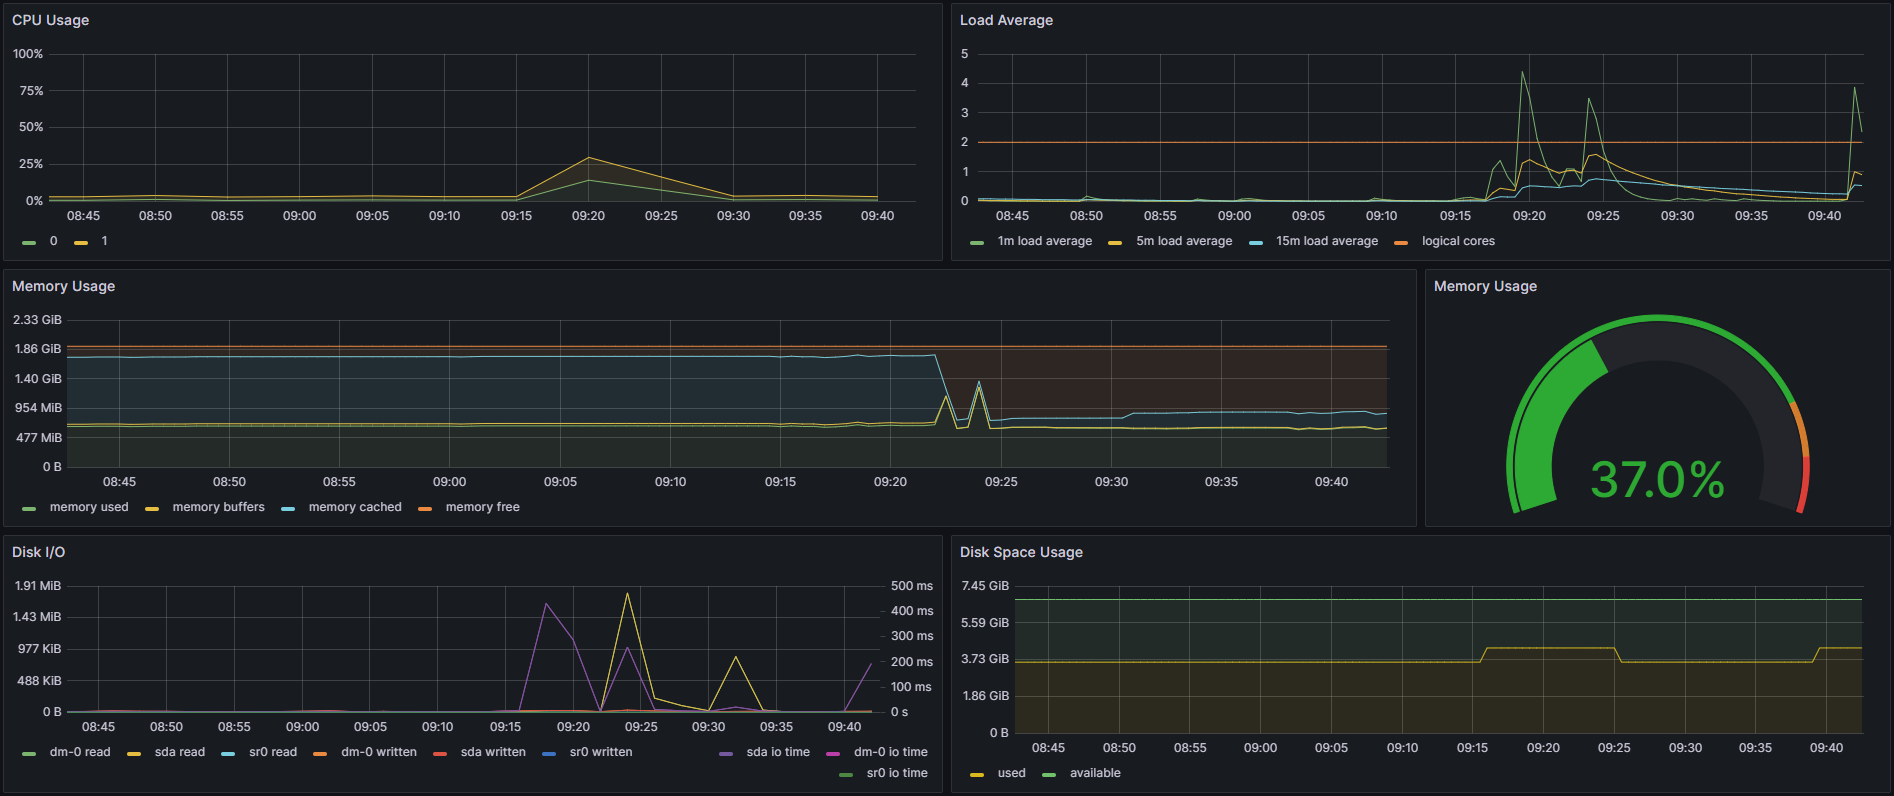 CPU Usage
100%
75%
50%
25%
0%
08:45 08:50 08:55 09:00 09:05 09:10 09:15 09:20 09:25 09:30 09:35 09:40
0 1
Load Average
5
4
3
2
1
0
08:45 08:50 08:55 09:00 09:05 09:10 09:15 09:20 09:25 09:30 09:35 09:40
1m load average 5m load average 15m load average logical cores
Memory Usage
2.33 GiB
1.86 GiB
1.40 GiB
954 MiB
477 MiB
0 B
08:45 08:50 08:55 09:00 09:05 09:10 09:15 09:20 09:25 09:30 09:35 09:40
memory used memory buffers memory cached memory free
Memory Usage
37.0%
Disk I/O
1.91 MiB 500 ms
400 ms
1.43 MiB
300 ms
977 KiB
200 ms
488 KiB
100 ms
0 B 0 s
08:45 08:50 08:55 09:00 09:05 09:10 09:15 09:20 09:25 09:30 09:35 09:40
dm-0 read sda read sr0 read dm-0 written sda written sr0 written sda io time dm-0 io time
sr0 io time
Disk Space Usage
7.45 GiB
5.59 GiB
3.73 GiB
1.86 GiB
0 B
08:45 08:50 08:55 09:00 09:05 09:10 09:15 09:20 09:25 09:30 09:35 09:40
used available